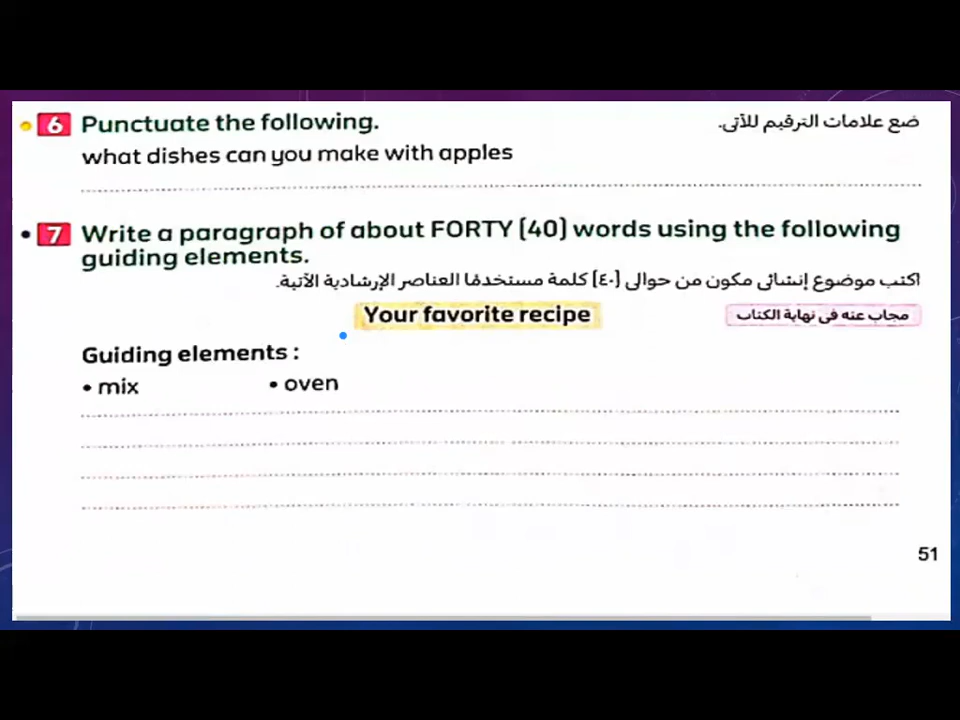 6 Punctuate the following. ضع علامات الترقيم للآتى.
what dishes can you make with apples
7 Write a paragraph of about FORTY (40) words using the following
guiding elements.
اكتب موضوع إنشائى مكون من حوالى (٤٠) كلمة مستخدمًا العناصر الإرشادية الآتية.
Your favorite recipe مجاب عنه فى نهاية الكتاب
Guiding elements :
• mix • oven
51